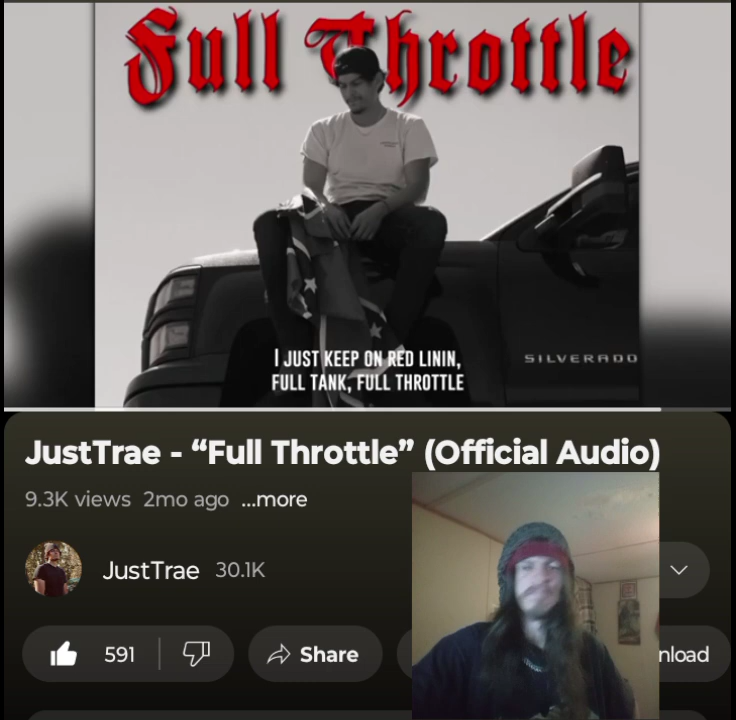 Full Throttle
I JUST KEEP ON RED LININ,
FULL TANK, FULL THROTTLE
SILVERADO
JustTrae - “Full Throttle” (Official Audio)
9.3K views 2mo ago ...more
JustTrae 30.1K
591 Share nload